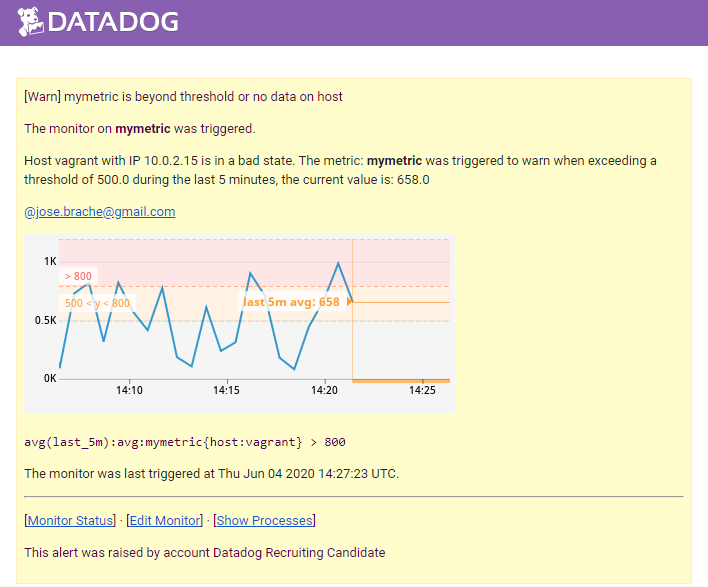 DATADOG
[Warn] mymetric is beyond threshold or no data on host
The monitor on mymetric was triggered.
Host vagrant with IP 10.0.2.15 is in a bad state. The metric: mymetric was triggered to warn when exceeding a
threshold of 500.0 during the last 5 minutes, the current value is: 658.0
@jose.brache@gmail.com
1K
> 800
500 < y < 800
last 5m avg: 658
0.5K
0K
14:10 14:15 14:20 14:25
avg(last_5m):avg:mymetric{host:vagrant} > 800
The monitor was last triggered at Thu Jun 04 2020 14:27:23 UTC.
[Monitor Status] · [Edit Monitor] · [Show Processes]
This alert was raised by account Datadog Recruiting Candidate